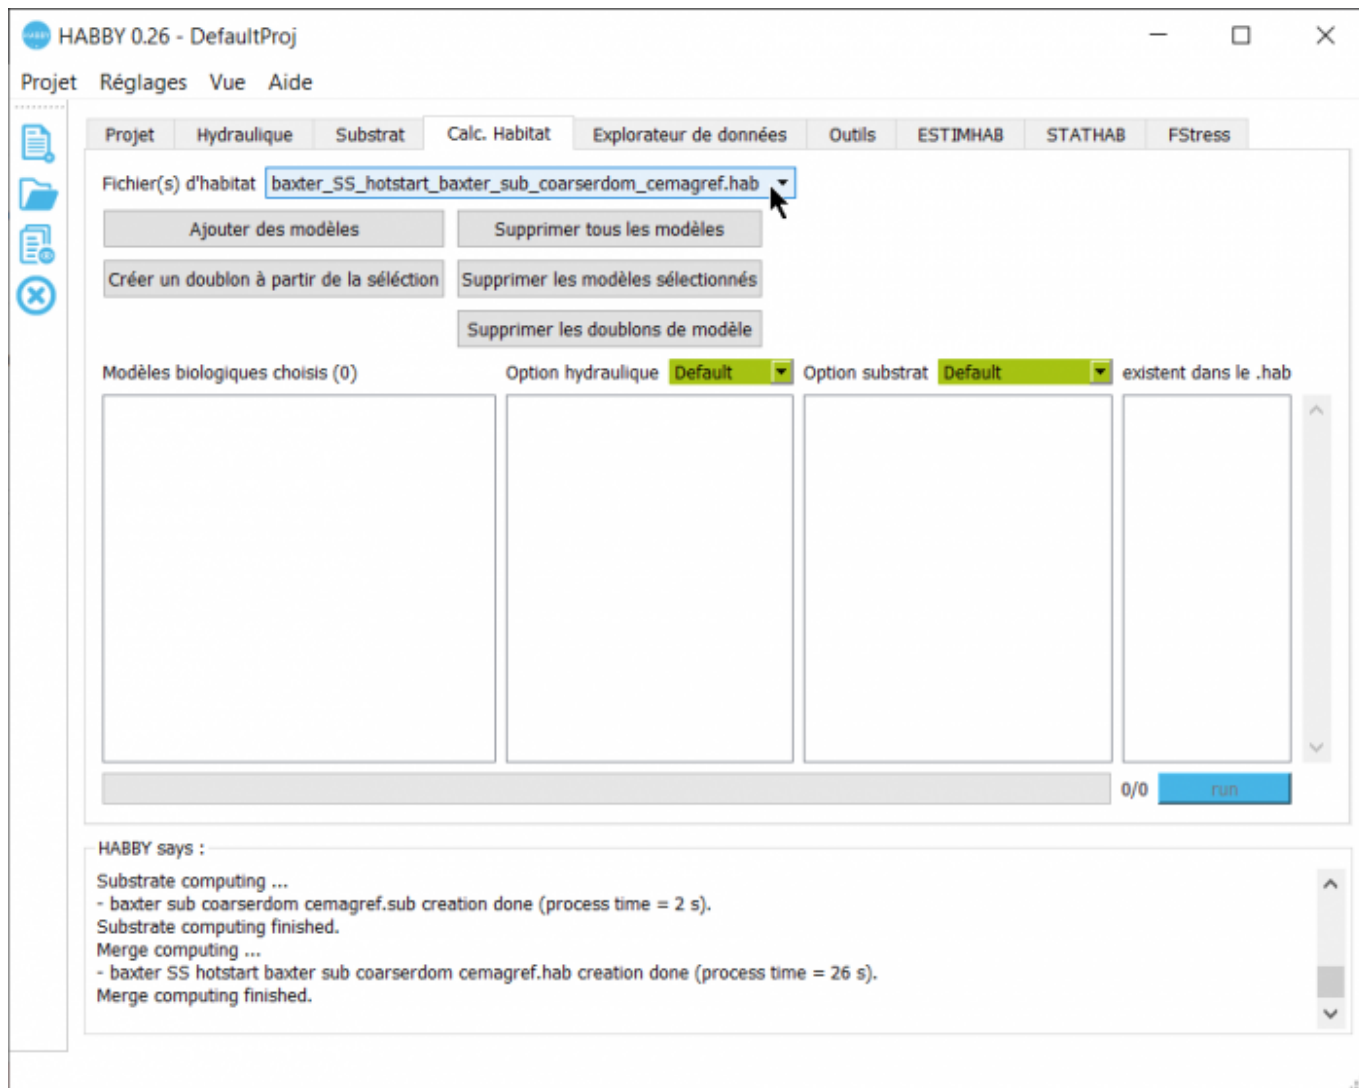 HABBY 0.26 - DefaultProj
Projet Réglages Vue Aide
Projet Hydraulique Substrat Calc. Habitat Explorateur de données Outils ESTIMHAB STATHAB FStress
Fichier(s) d'habitat baxter_SS_hotstart_baxter_sub_coarserdom_cemagref.hab
Ajouter des modèles Supprimer tous les modèles
Créer un doublon à partir de la séléction Supprimer les modèles sélectionnés
Supprimer les doublons de modèle
Modèles biologiques choisis (0) Option hydraulique Default Option substrat Default existent dans le .hab
0/0 run
HABBY says :
Substrate computing ...
- baxter sub coarserdom cemagref.sub creation done (process time = 2 s).
Substrate computing finished.
Merge computing ...
- baxter SS hotstart baxter sub coarserdom cemagref.hab creation done (process time = 26 s).
Merge computing finished.